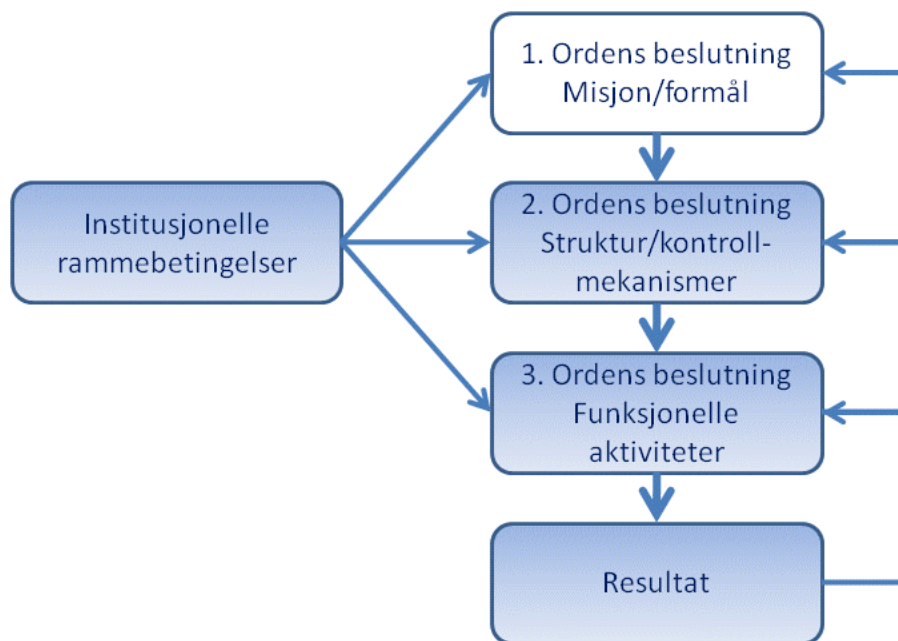 1. Ordens beslutning
Misjon/formål
Institusjonelle
rammebetingelser
2. Ordens beslutning
Struktur/kontroll-
mekanismer
3. Ordens beslutning
Funksjonelle
aktiviteter
Resultat